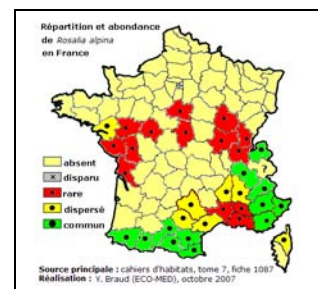 Répartition et abondance
de Rosalia alpina
en France
absent
disparu
rare
dispersé
commun
Source principale : cahiers d'habitats, tome 7, fiche 1087
Réalisation : Y. Braud (ECO-MED), octobre 2007